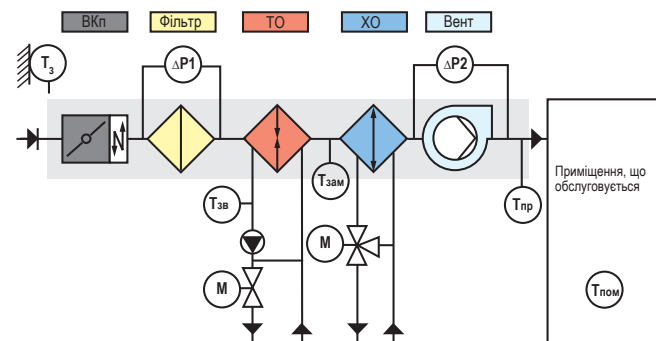 ВКп Фільтр ТО ХО Вент
Тз
ΔP1
ΔP2
N
Приміщення, що
обслуговується
Тзам
Тзв
Тпр
М
М
Тпом